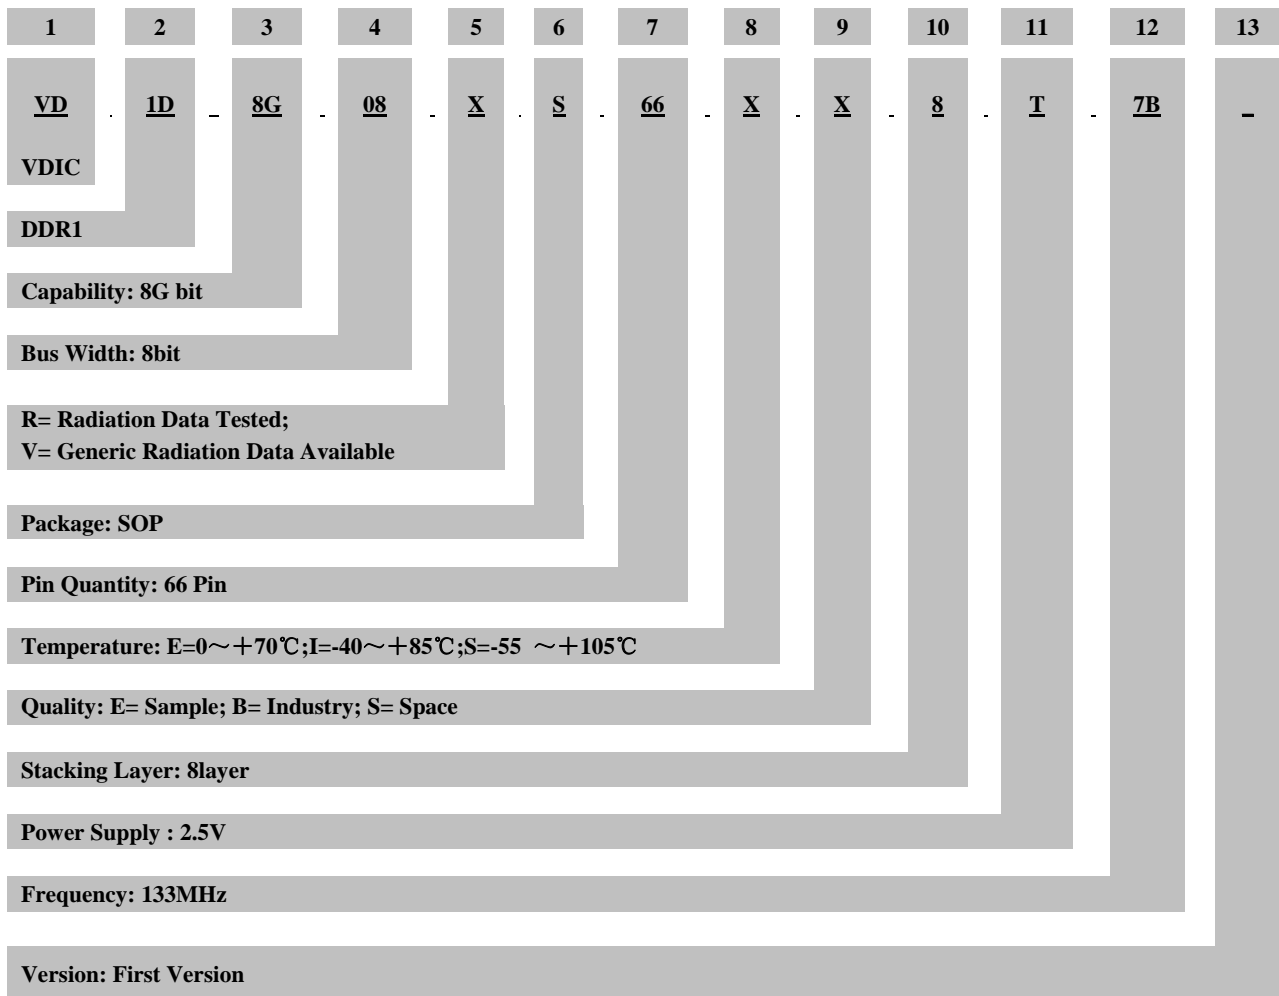 1 2 3 4 5 6 7 8 9 10 11 12 13
VD . 1D _ 8G - 08 - X . S - 66 - X - X - 8 - T - 7B _
VDIC
DDR1
Capability: 8G bit
Bus Width: 8bit
R= Radiation Data Tested;
V= Generic Radiation Data Available
Package: SOP
Pin Quantity: 66 Pin
Temperature: E=0～＋70℃;I=-40～＋85℃;S=-55 ～＋105℃
Quality: E= Sample; B= Industry; S= Space
Stacking Layer: 8layer
Power Supply : 2.5V
Frequency: 133MHz
Version: First Version